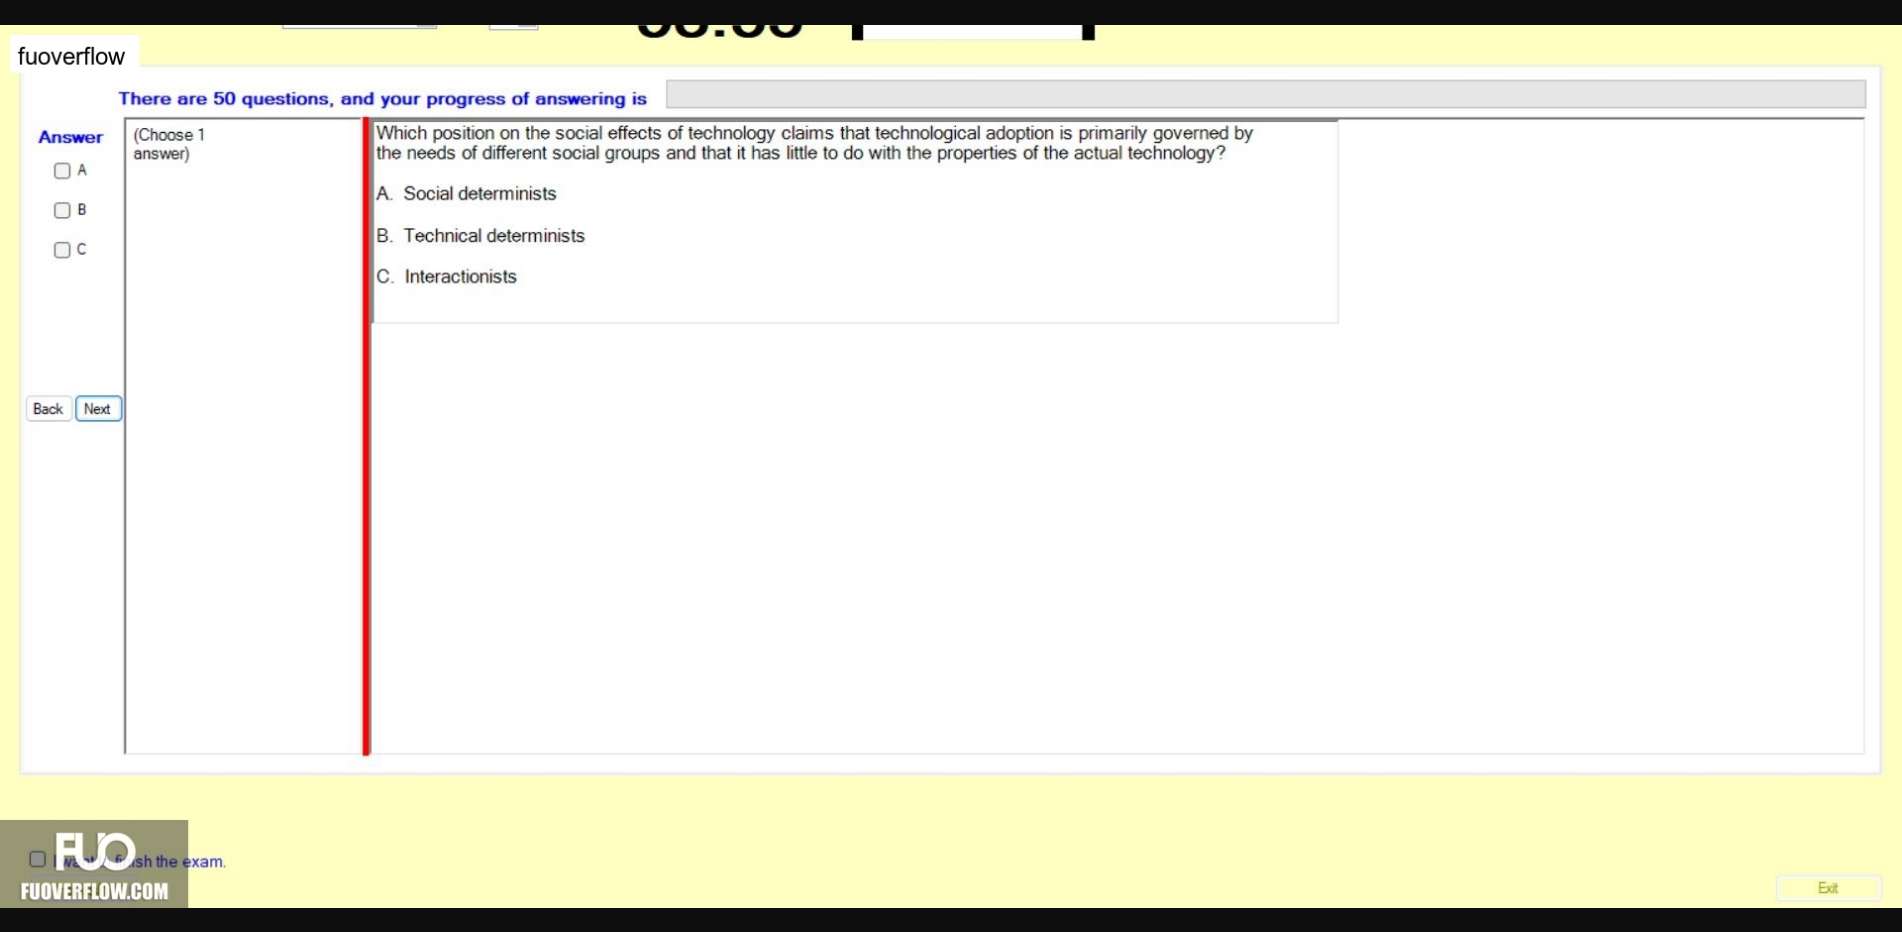 fuoverflow
There are 50 questions, and your progress of answering is
Answer
(Choose 1
answer)
A
B
C
Which position on the social effects of technology claims that technological adoption is primarily governed by
the needs of different social groups and that it has little to do with the properties of the actual technology?
A. Social determinists
B. Technical determinists
C. Interactionists
Back Next
FUO
the exam.
FUOVERFLOW.COM
Exit